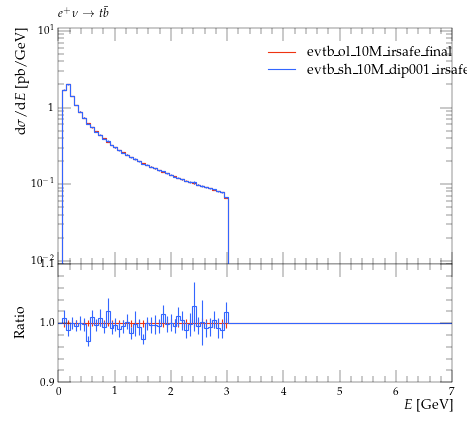 e⁺ν → tb̄
10¹
1
10⁻¹
10⁻²
dσ/dE [pb/GeV]
evtb_ol_10M_irsafe_final
evtb_sh_10M_dip001_irsafe
1.1
1.0
0.9
Ratio
0 1 2 3 4 5 6 7
E [GeV]